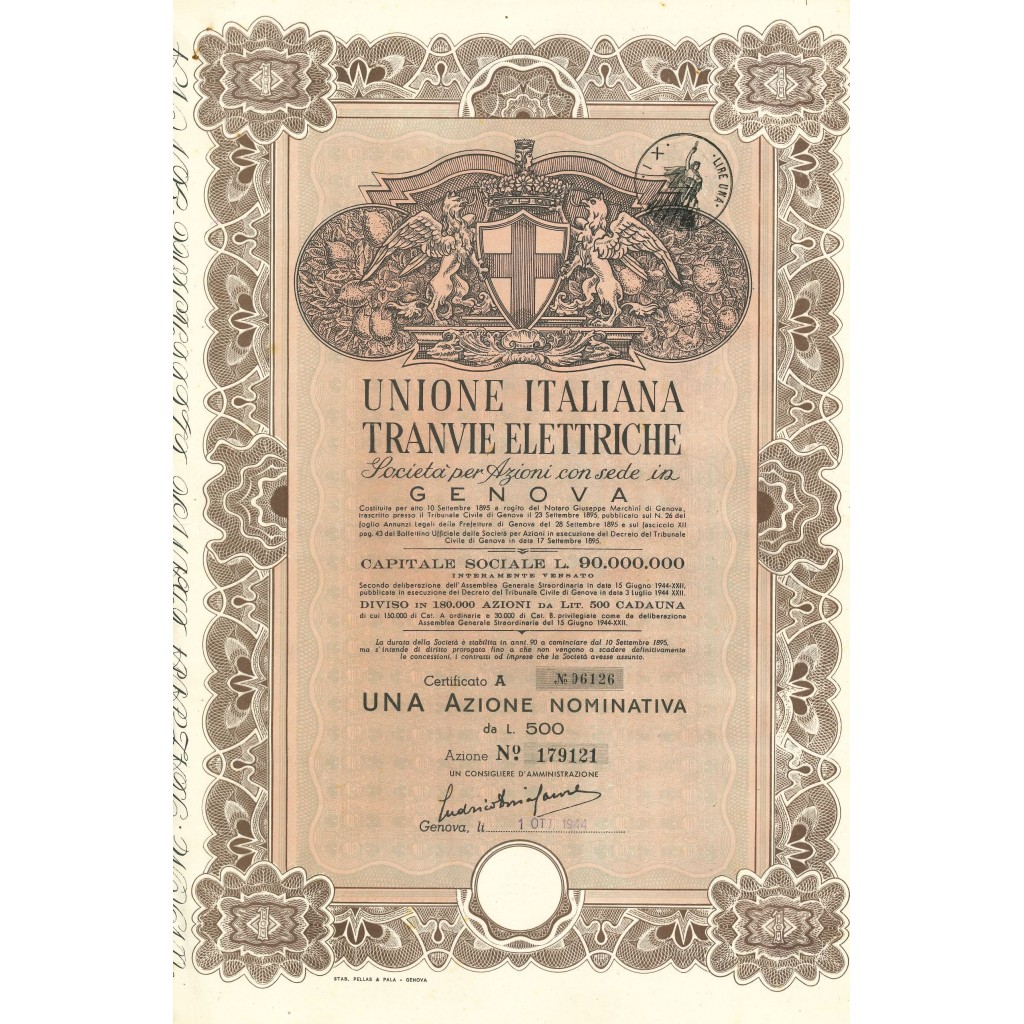 · I X ·
· LIRE UNA ·
UNIONE ITALIANA
TRANVIE ELETTRICHE
Società per Azioni con sede in
GENOVA
Costituita per atto 10 Settembre 1895 a rogito del Notaro Giuseppe Marchini di Genova,
trascritto presso il Tribunale Civile di Genova il 23 Settembre 1895, pubblicato sul N. 26 del
foglio Annunzi Legali della Prefettura di Genova del 28 Settembre 1895 e sul fascicolo XII
pag. 43 del Bollettino Ufficiale delle Società per Azioni in esecuzione del Decreto del Tribunale
Civile di Genova in data 17 Settembre 1895.
CAPITALE SOCIALE L. 90.000.000
INTERAMENTE VERSATO
Secondo deliberazione dell'Assemblea Generale Straordinaria in data 15 Giugno 1944-XXII,
pubblicata in esecuzione del Decreto del Tribunale Civile di Genova in data 3 Luglio 1944 XXII.
DIVISO IN 180.000 AZIONI DA LIT. 500 CADAUNA
di cui 150.000 di Cat. A ordinarie e 30.000 di Cat. B. privilegiate come da deliberazione
Assemblea Generale Straordinaria del 15 Giugno 1944-XXII.
La durata della Società è stabilita in anni 90 a cominciare dal 10 Settembre 1895,
ma s'intende di diritto prorogata fino a che non vengano a scadere definitivamente
le concessioni, i contratti od Imprese che la Società avesse assunto.
Certificato A № 06126
UNA AZIONE NOMINATIVA
da L. 500
Azione Nº 179121
UN CONSIGLIERE D'AMMINISTRAZIONE
Genova, lì 1 OTT 1944
STAB. PELLAS & PALA - GENOVA